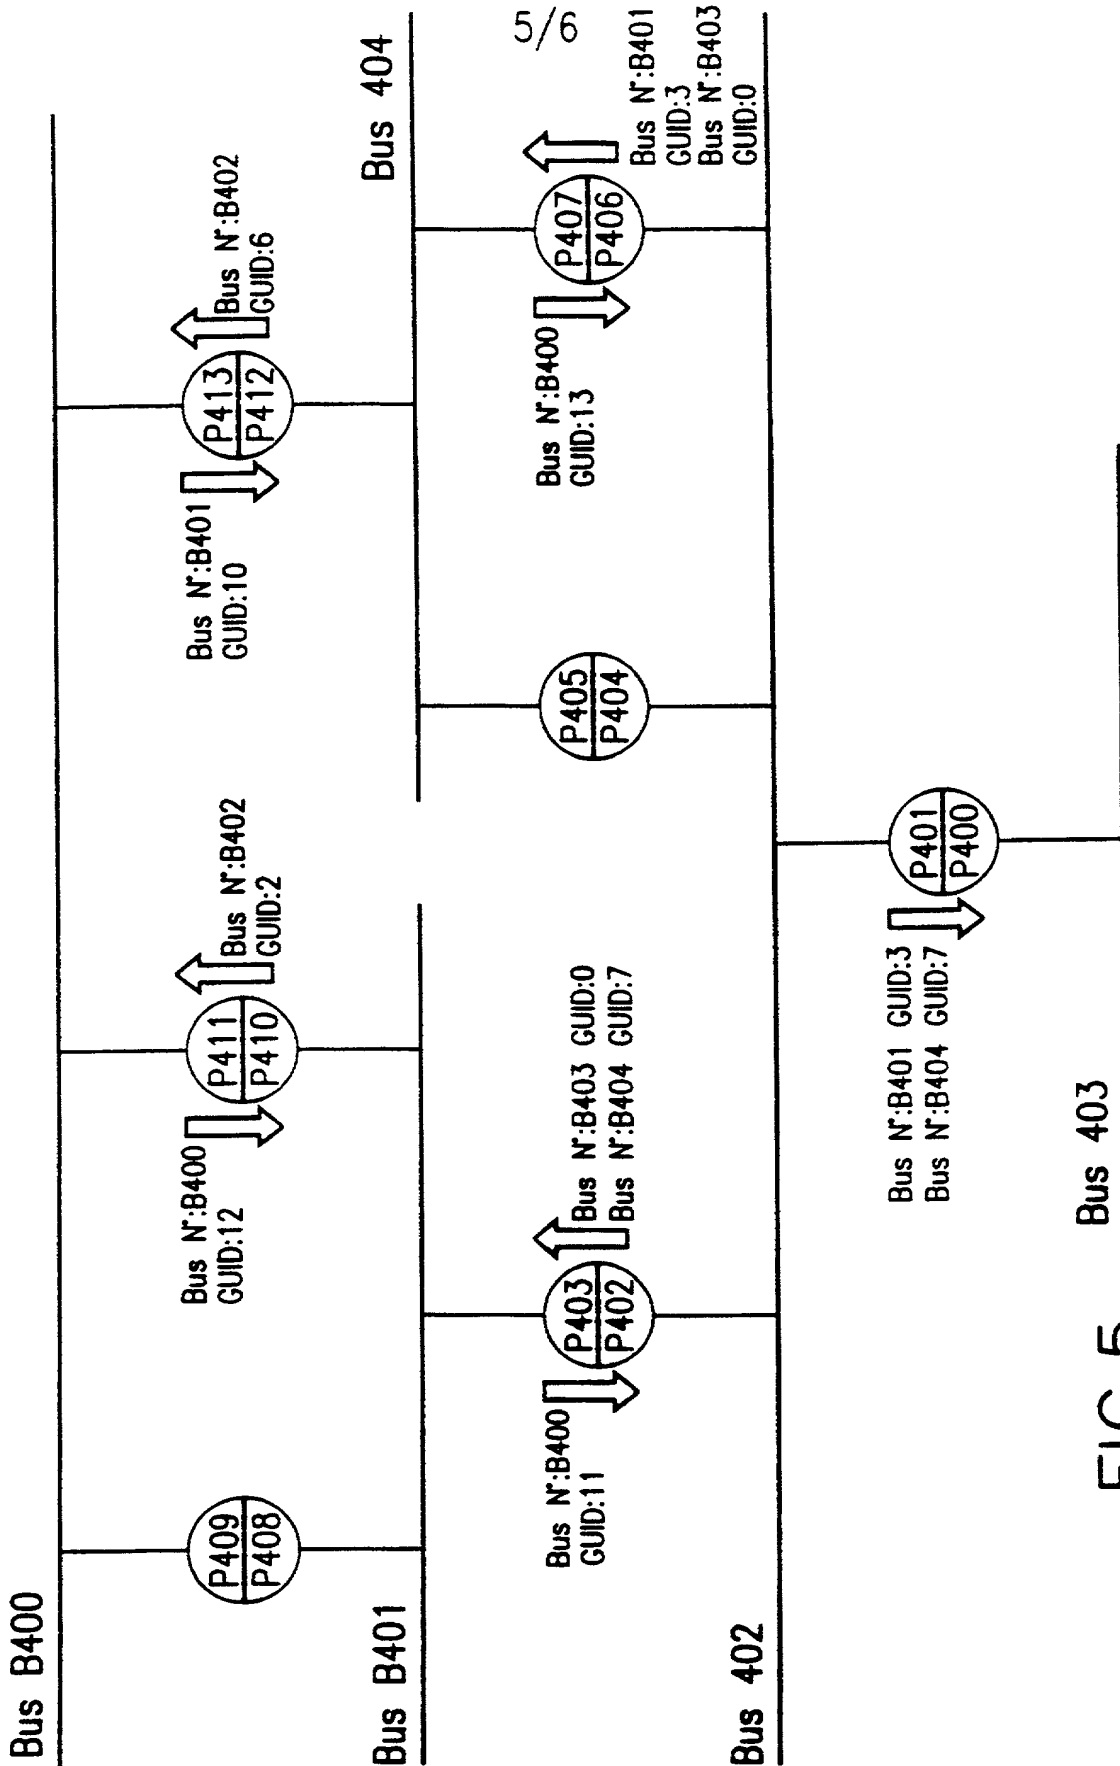 5/6
Bus B400
P409
P408
Bus N°:B400
GUID:12
P411
P410
Bus N°:B402
GUID:2
Bus N°:B401
GUID:10
P413
P412
Bus N°:B402
GUID:6
Bus B401
Bus 404
Bus N°:B400
GUID:11
P403
P402
Bus N°:B403 GUID:0
Bus N°:B404 GUID:7
P405
P404
Bus N°:B400
GUID:13
P407
P406
Bus N°:B401
GUID:3
Bus N°:B403
GUID:0
Bus 402
Bus N°:B401 GUID:3
Bus N°:B404 GUID:7
P401
P400
Bus 403
FIG. 5